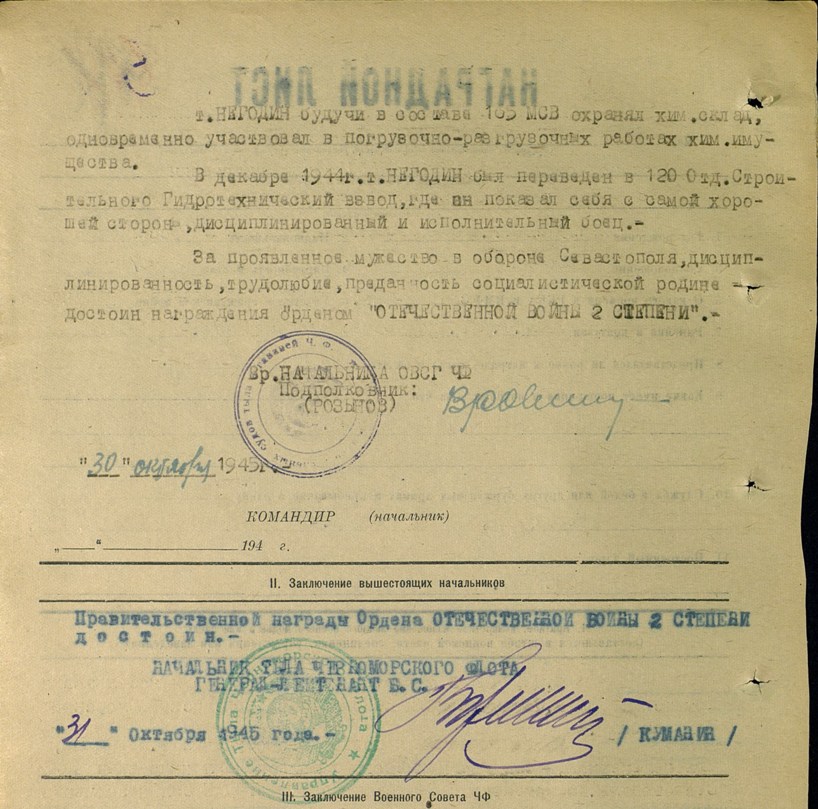 НАГРАДНОЙ ЛИСТ
т.НЕГОДИН будучи в составе МСВ охранял хим.склад,
одновременно участвовал в погрузочно-разгрузочных работах хим.иму-
щества.
В декабре 1944г.т.НЕГОДИН был переведен в 120 Отд.Строи-
тельного Гидротехнический взвод,где он показал себя с самой хоро-
шей сторон ,дисциплинированный и исполнительный боец.-
За проявленное мужество в обороне Севастополя,дисцип-
линированность,трудолюбие,преданность социалистической родине -
достоин награждения Орденом "ОТЕЧЕСТВЕННОЙ ВОЙНЫ 2 СТЕПЕНИ".-
Вр.НАЧАЛЬНИКА ОВСГ ЧФ
Подполковник:
(РОЗЫНОВ)
"30" октября 1945г.
КОМАНДИР (начальник)
„ “ 194 г.
II. Заключение вышестоящих начальников
Правительственной награды Ордена ОТЕЧЕСТВЕННОЙ ВОЙНЫ 2 СТЕПЕНИ
достоин.-
НАЧАЛЬНИК ТЫЛА ЧЕРНОМОРСКОГО ФЛОТА
ГЕНЕРАЛ-ЛЕЙТЕНАНТ Б.С.
"31" Октября 1945 года.- / КУМАНИН /
III. Заключение Военного Совета ЧФ